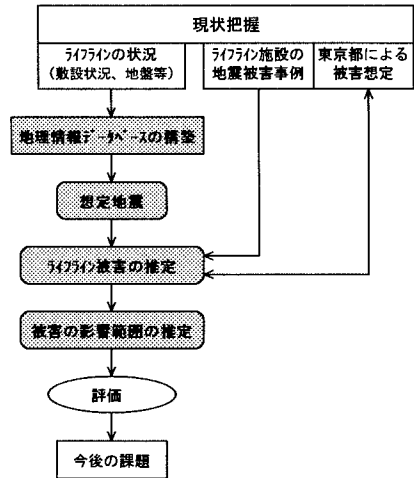 現状把握
ﾗｲﾌﾗｲﾝの状況
（敷設状況、地盤等）
ﾗｲﾌﾗｲﾝ施設の
地震被害事例
東京都による
被害想定
地理情報ﾃﾞｰﾀﾍﾞｰｽの構築
想定地震
ﾗｲﾌﾗｲﾝ被害の推定
被害の影響範囲の推定
評価
今後の課題